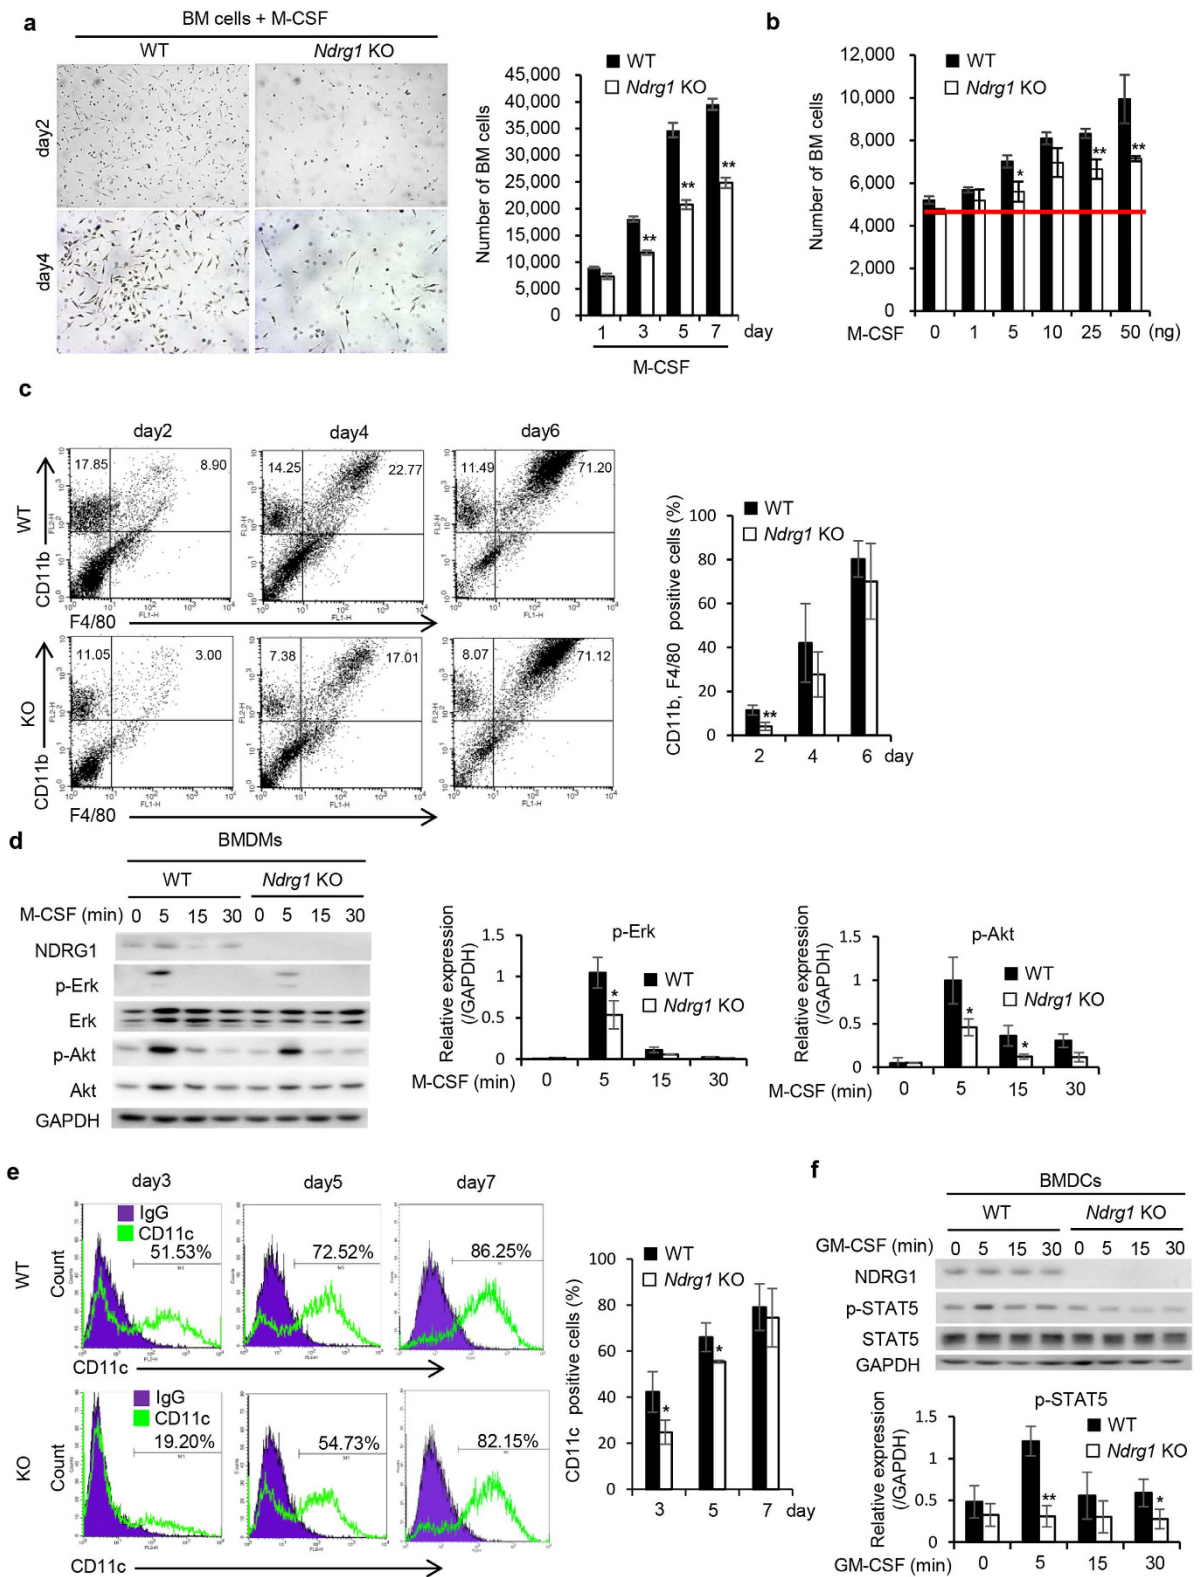 a
BM cells + M-CSF
WT
Ndrg1 KO
day2
day4
Number of BM cells
45,000
40,000
35,000
30,000
25,000
20,000
15,000
10,000
5,000
0
WT
Ndrg1 KO
**
**
**
1 3 5 7 day
M-CSF
b
Number of BM cells
12,000
10,000
8,000
6,000
4,000
2,000
0
WT
Ndrg1 KO
*
**
**
M-CSF 0 1 5 10 25 50 (ng)
c
day2 day4 day6
WT
CD11b
17.85 8.90
14.25 22.77
11.49 71.20
F4/80
KO
CD11b
11.05 3.00
7.38 17.01
8.07 71.12
F4/80
CD11b, F4/80 positive cells (%)
100
80
60
40
20
0
WT
Ndrg1 KO
**
2 4 6 day
d
BMDMs
WT Ndrg1 KO
M-CSF (min) 0 5 15 30 0 5 15 30
NDRG1
p-Erk
Erk
p-Akt
Akt
GAPDH
p-Erk
Relative expression
(/GAPDH)
1.5
1
0.5
0
WT
Ndrg1 KO
*
M-CSF (min) 0 5 15 30
p-Akt
Relative expression
(/GAPDH)
1.5
1
0.5
0
WT
Ndrg1 KO
*
*
M-CSF (min) 0 5 15 30
e
day3 day5 day7
WT
Count
IgG
CD11c
51.53%
72.52%
86.25%
CD11c
KO
Count
IgG
CD11c
19.20%
54.73%
82.15%
CD11c
CD11c positive cells (%)
100
80
60
40
20
0
WT
Ndrg1 KO
*
*
3 5 7 day
f
BMDCs
WT Ndrg1 KO
GM-CSF (min) 0 5 15 30 0 5 15 30
NDRG1
p-STAT5
STAT5
GAPDH
p-STAT5
Relative expression
(/GAPDH)
1.5
1
0.5
0
WT
Ndrg1 KO
**
*
GM-CSF (min) 0 5 15 30